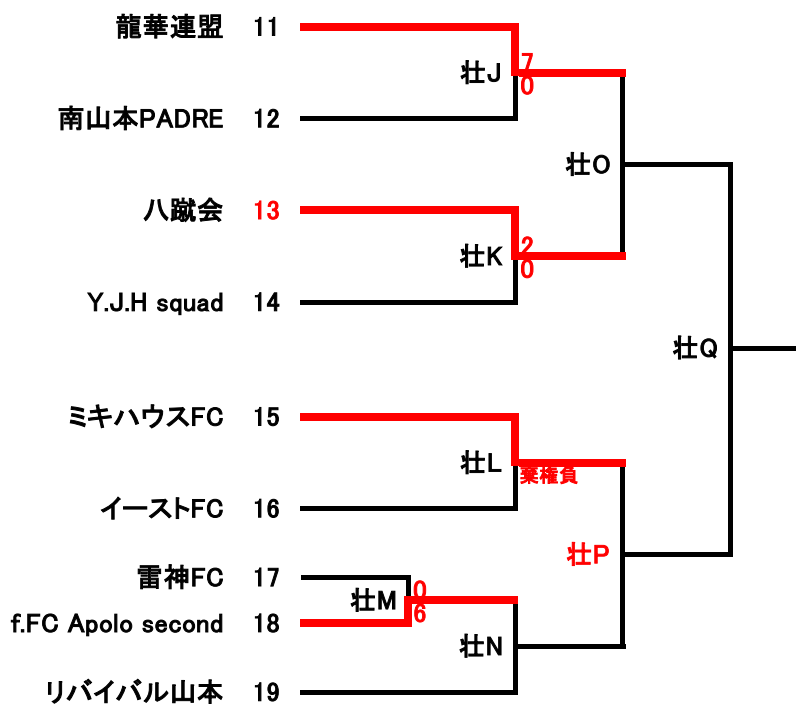 龍華連盟 11
壮J
7
0
南山本PADRE 12
壮O
八蹴会 13
壮K
2
0
Y.J.H squad 14
壮Q
ミキハウスFC 15
壮L
棄権負
イーストFC 16
壮P
雷神FC 17
壮M
0
6
f.FC Apolo second 18
壮N
リバイバル山本 19